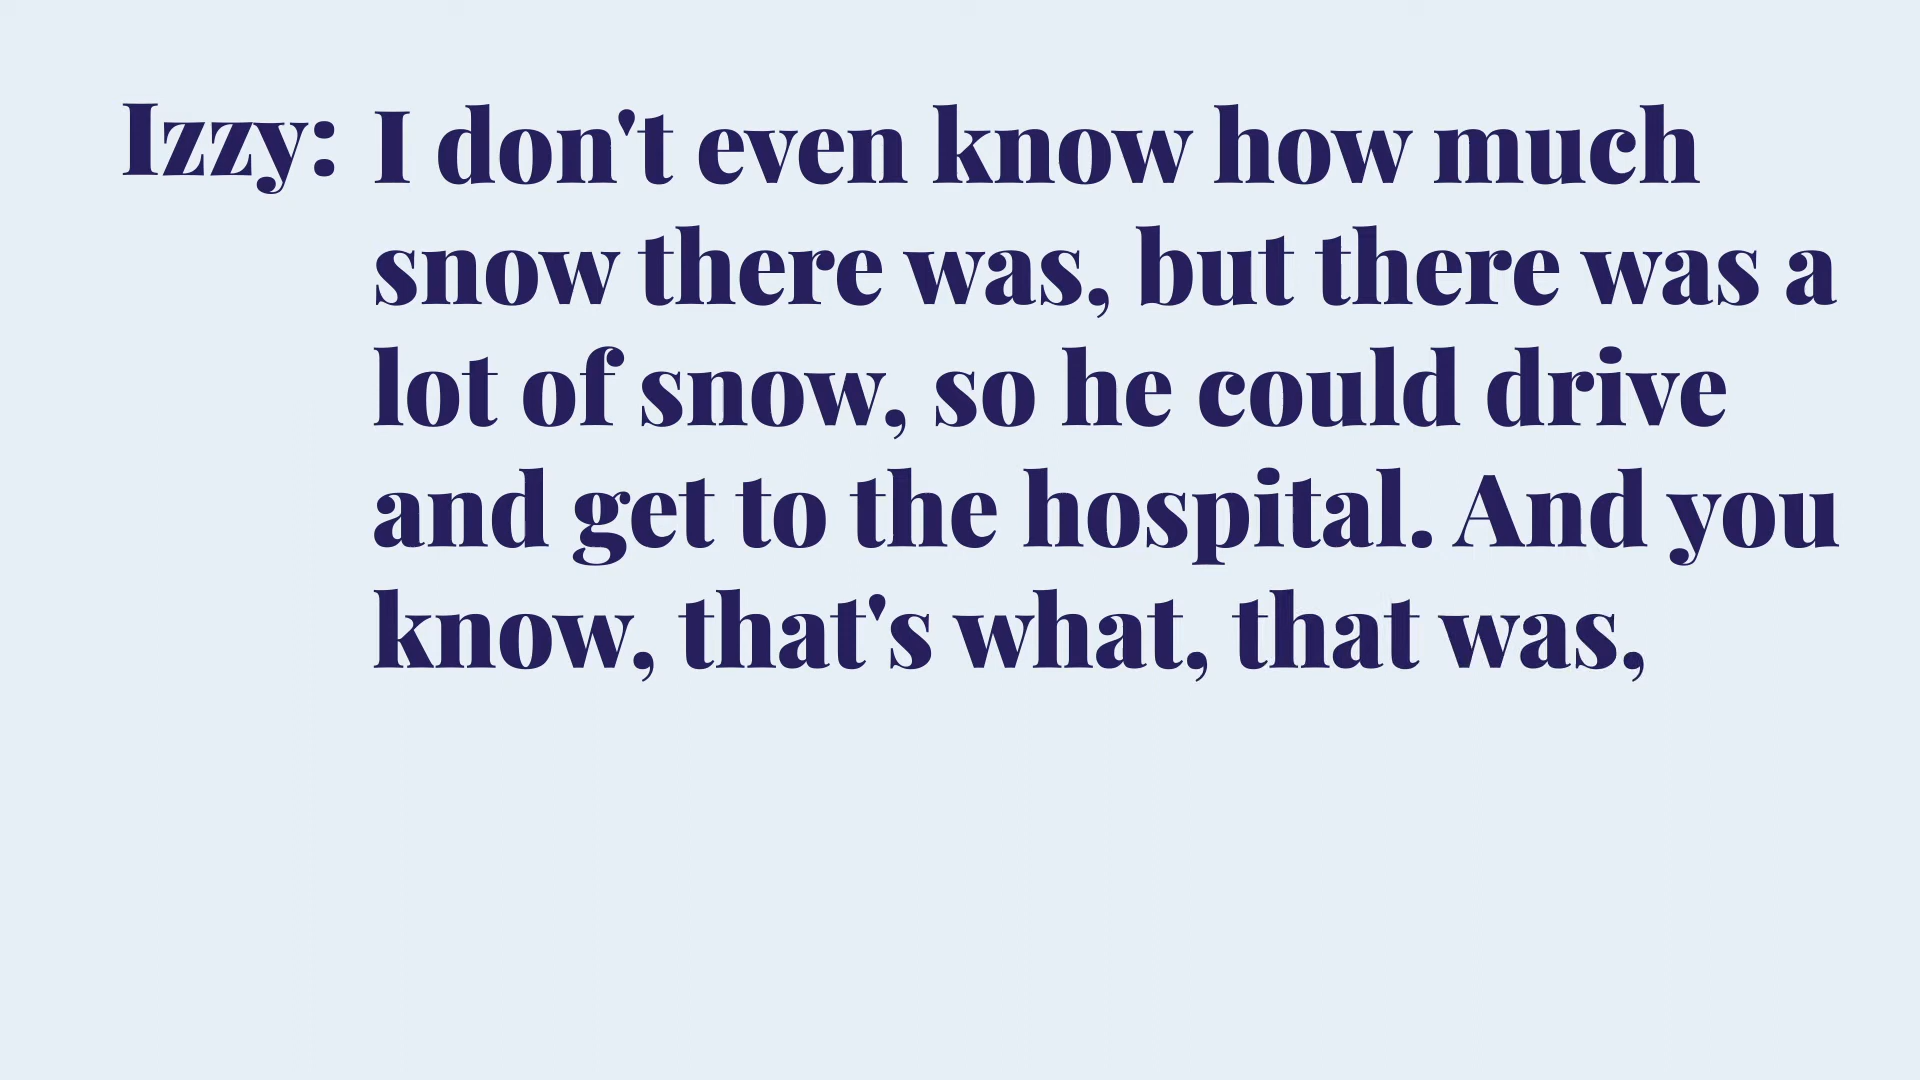 Izzy: I don't even know how much
snow there was, but there was a
lot of snow, so he could drive
and get to the hospital. And you
know, that's what, that was,